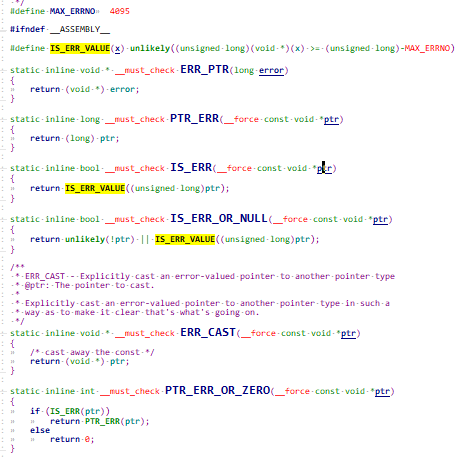 */
#define MAX_ERRNO 4095
#ifndef __ASSEMBLY__
#define IS_ERR_VALUE(x) unlikely((unsigned long)(void *)(x) >= (unsigned long)-MAX_ERRNO)
static inline void * __must_check ERR_PTR(long error)
{
return (void *) error;
}
static inline long __must_check PTR_ERR(__force const void *ptr)
{
return (long) ptr;
}
static inline bool __must_check IS_ERR(__force const void *ptr)
{
return IS_ERR_VALUE((unsigned long)ptr);
}
static inline bool __must_check IS_ERR_OR_NULL(__force const void *ptr)
{
return unlikely(!ptr) || IS_ERR_VALUE((unsigned long)ptr);
}
/**
* ERR_CAST - Explicitly cast an error-valued pointer to another pointer type
* @ptr: The pointer to cast.
*
* Explicitly cast an error-valued pointer to another pointer type in such a
* way as to make it clear that's what's going on.
*/
static inline void * __must_check ERR_CAST(__force const void *ptr)
{
/* cast away the const */
return (void *) ptr;
}
static inline int __must_check PTR_ERR_OR_ZERO(__force const void *ptr)
{
if (IS_ERR(ptr))
return PTR_ERR(ptr);
else
return 0;
}